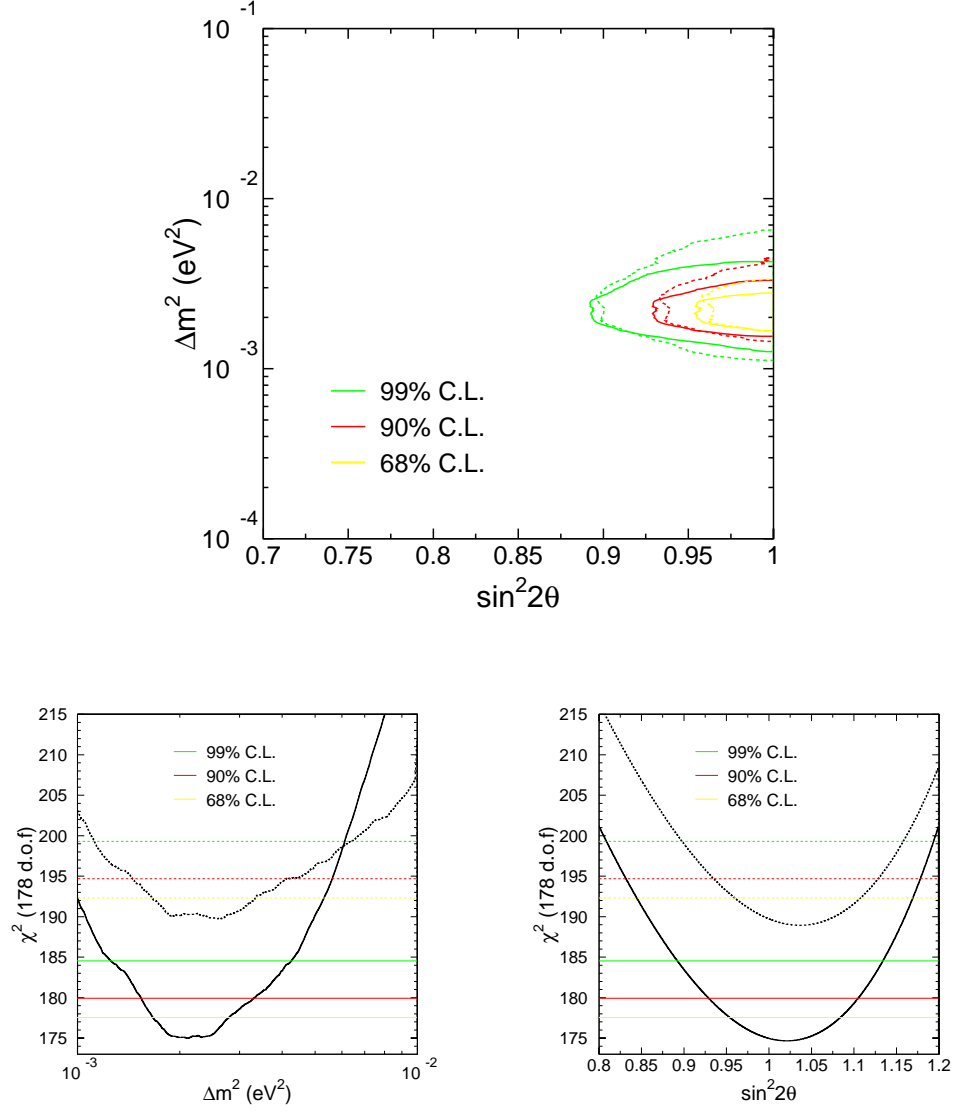 10⁻¹
10⁻²
10⁻³
10⁻⁴
Δm² (eV²)
99% C.L.
90% C.L.
68% C.L.
0.7 0.75 0.8 0.85 0.9 0.95 1
sin²2θ
215
210
205
200
195
190
185
180
175
χ² (178 d.o.f)
99% C.L.
90% C.L.
68% C.L.
10⁻³ 10⁻²
Δm² (eV²)
215
210
205
200
195
190
185
180
175
χ² (178 d.o.f)
99% C.L.
90% C.L.
68% C.L.
0.8 0.85 0.9 0.95 1 1.05 1.1 1.15 1.2
sin²2θ